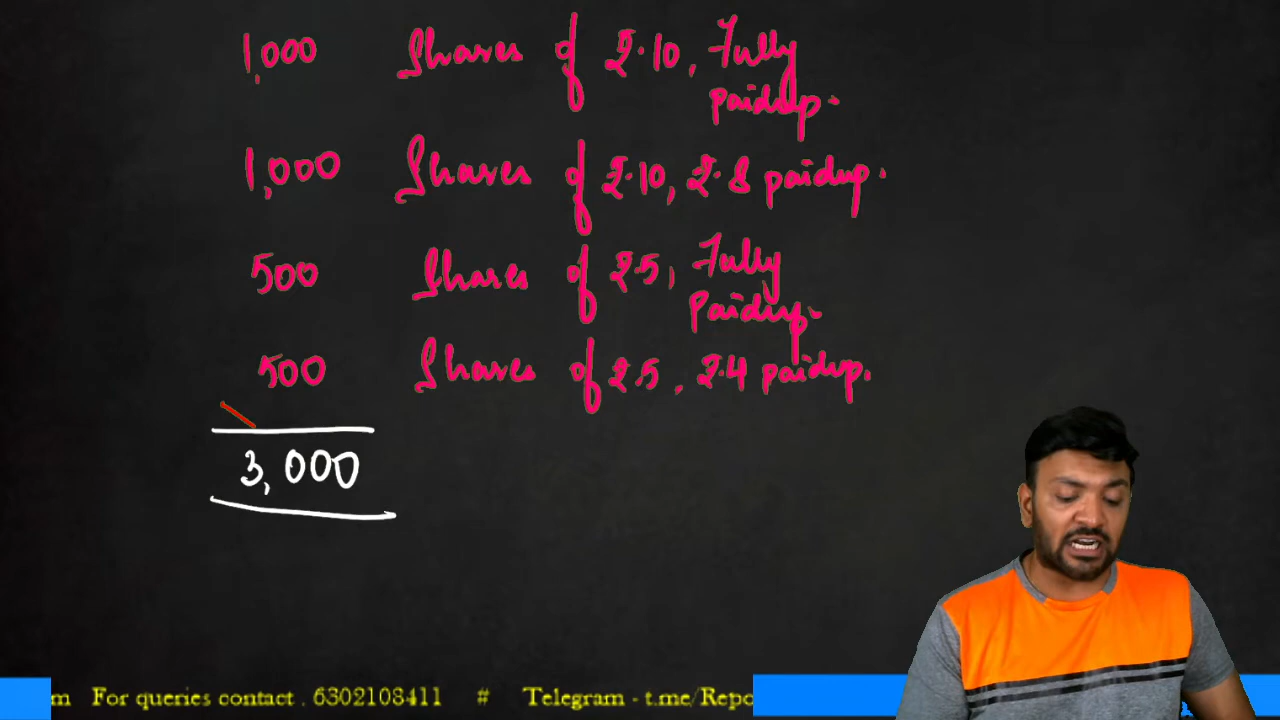 1,000 Shares of ₹.10, Fully
paidup.
1,000 Shares of ₹.10, ₹.8 paidup.
500 Shares of ₹.5, Fully
Paidup.
500 Shares of ₹.5, ₹.4 paidup.
3,000
m For queries contact . 6302108411 # Telegram - t.me/Repo